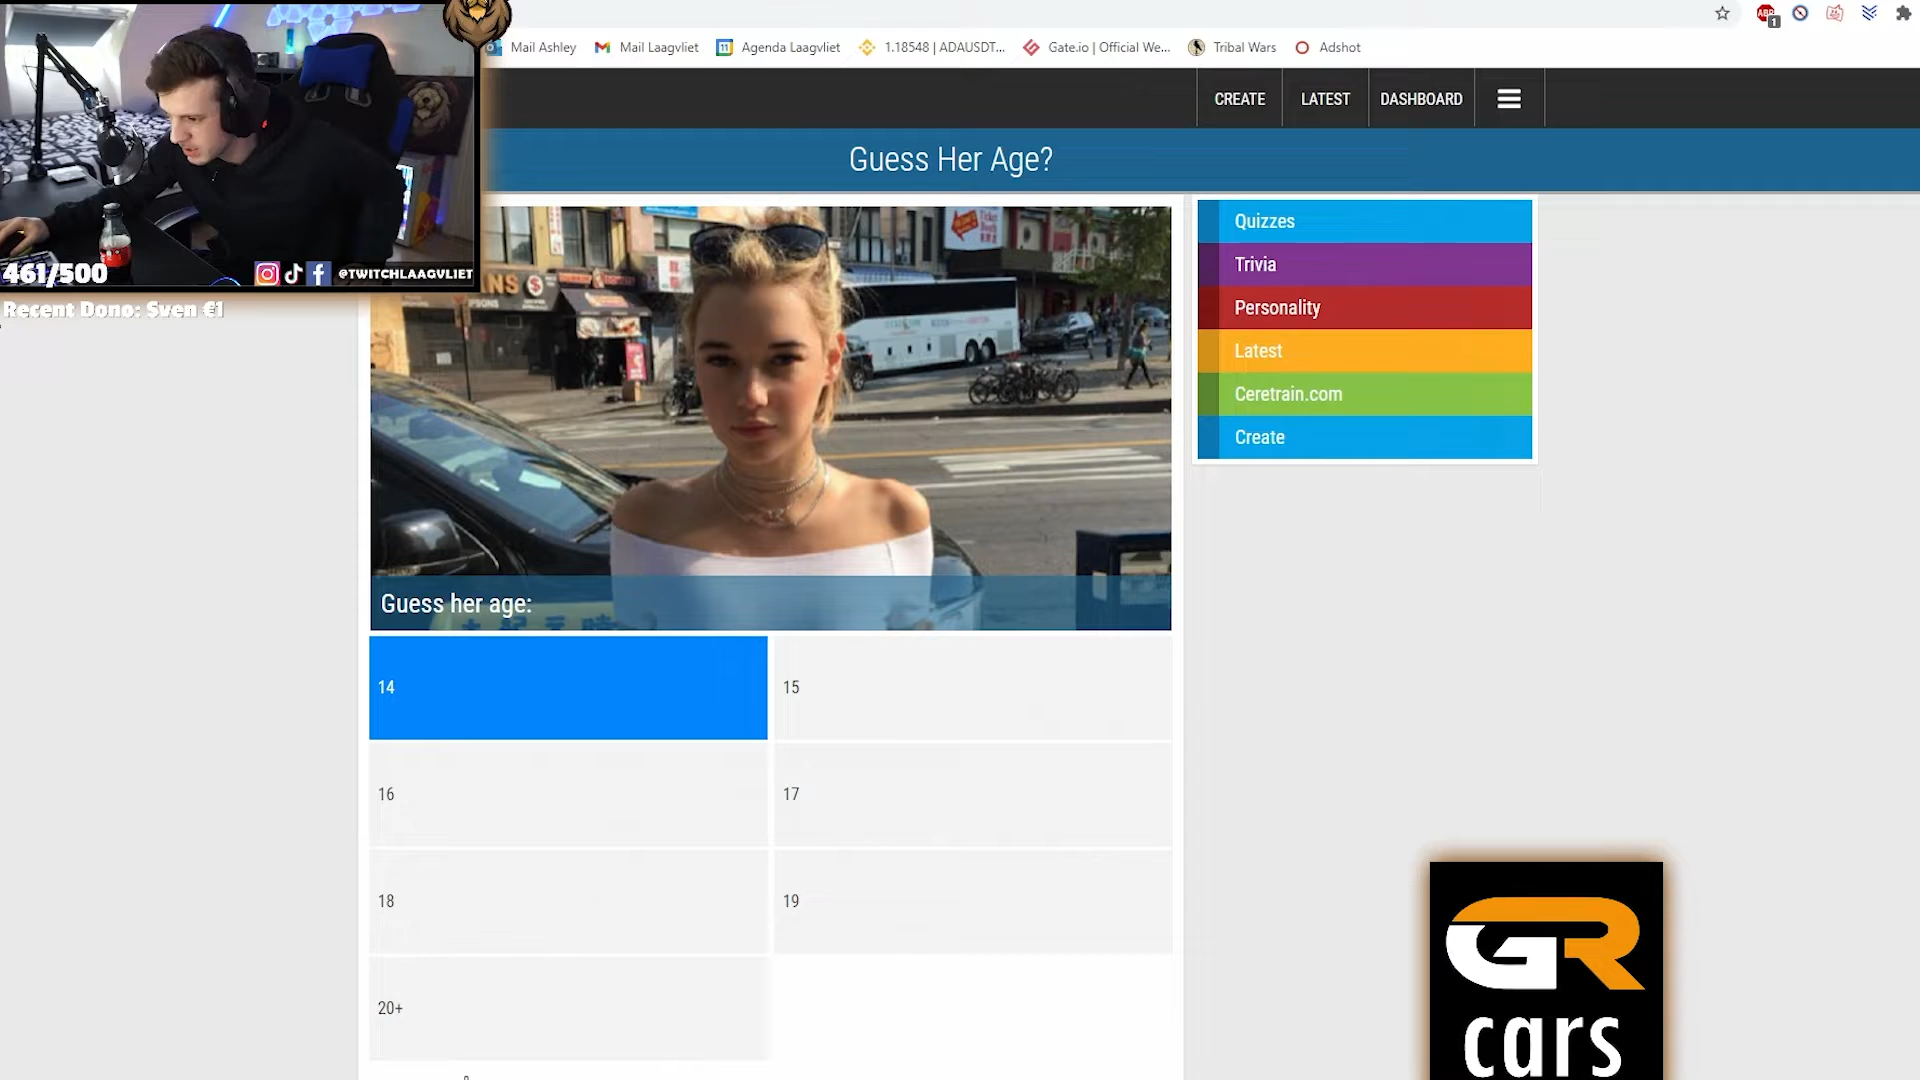 Mail Ashley
Mail Laagvliet
Agenda Laagvliet
1.18548 | ADAUSDT...
Gate.io | Official We...
Tribal Wars
Adshot
CREATE
LATEST
DASHBOARD
Guess Her Age?
461/500
@TWITCHLAAGVLIET
Recent Dono: Sven €1
Quizzes
Trivia
Personality
Latest
Ceretrain.com
Create
Guess her age:
14
15
16
17
18
19
20+
GR
cars